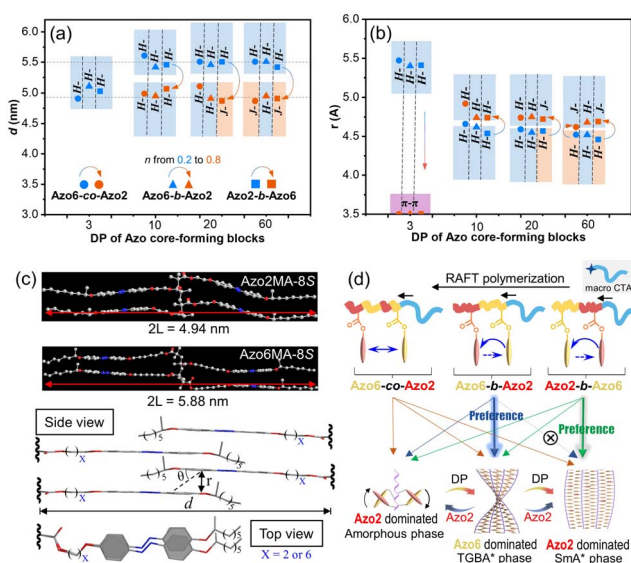 (a)
6.0
5.5
5.0
4.5
4.0
3.5
3.0
d (nm)
H- H- H-
H- H- H-
H- H- H-
H- H- H-
H- H- H-
H- H- J-
J- H- H-
J- H- J-
n from 0.2 to 0.8
Azo6-co-Azo2 Azo6-b-Azo2 Azo2-b-Azo6
3 10 20 60
DP of Azo core-forming blocks
(b)
6.0
5.5
5.0
4.5
4.0
3.5
r (A)
H- H- H-
π-π
3 10 20 60
DP of Azo core-forming blocks
(c)
Azo2MA-8S
2L = 4.94 nm
Azo6MA-8S
2L = 5.88 nm
Side view
5
X
θ
r
d
Top view
X = 2 or 6
(d)
RAFT polymerization
macro CTA
Azo6-co-Azo2
Azo6-b-Azo2
Azo2-b-Azo6
Preference
Preference
DP
Azo2
DP
Azo2
Azo2 dominated
Amorphous phase
Azo6 dominated
TGBA* phase
Azo2 dominated
SmA* phase